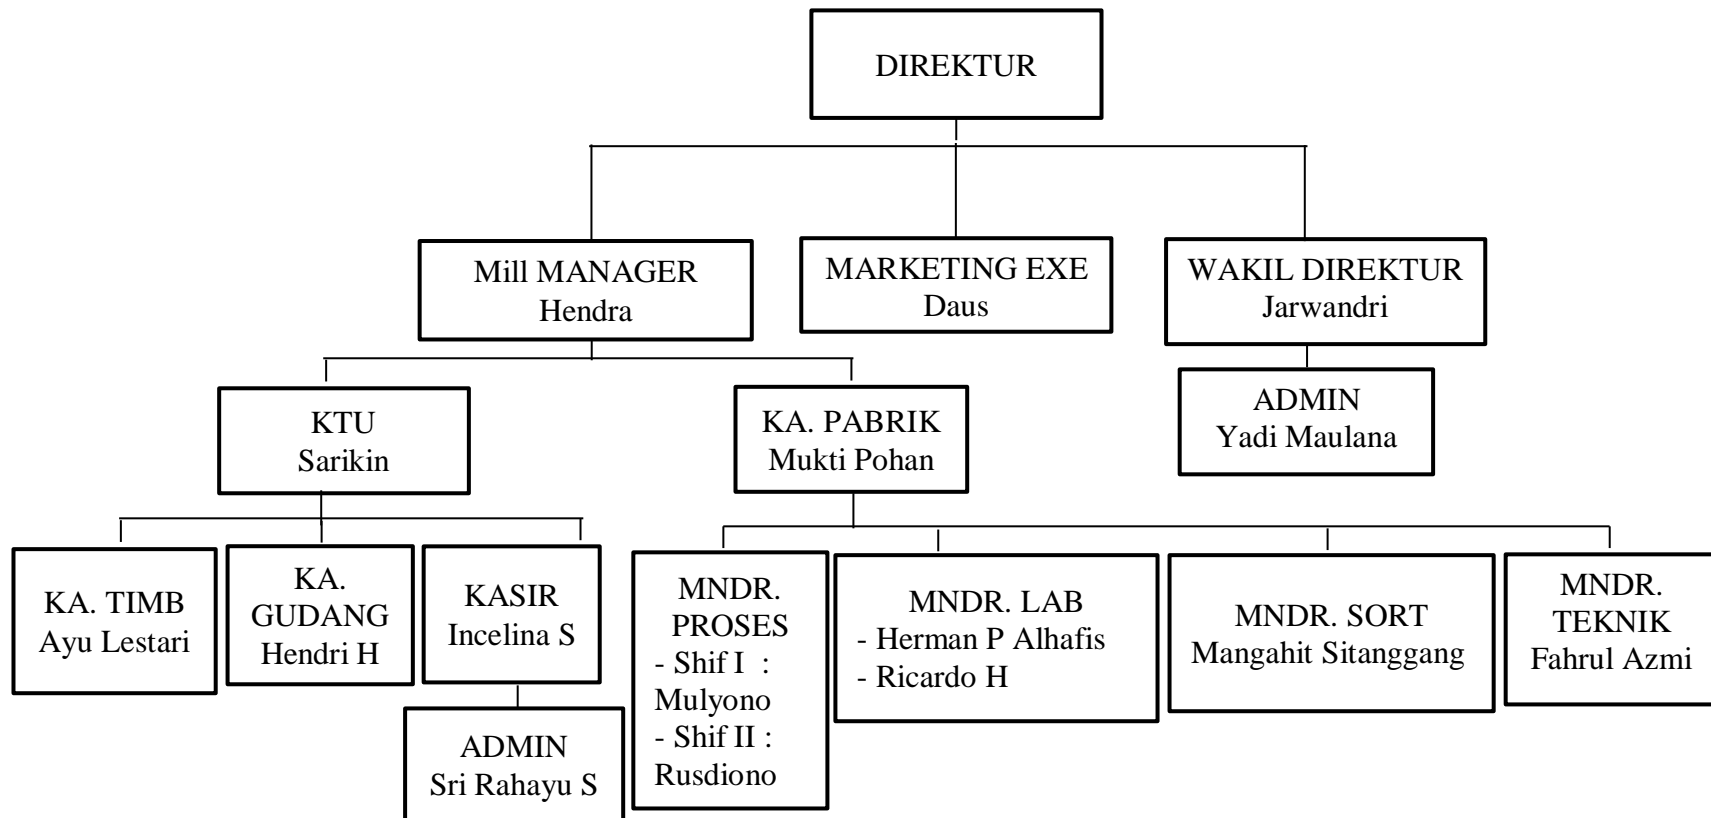 DIREKTUR
Mill MANAGER
Hendra
MARKETING EXE
Daus
WAKIL DIREKTUR
Jarwandri
ADMIN
Yadi Maulana
KTU
Sarikin
KA. PABRIK
Mukti Pohan
KA. TIMB
Ayu Lestari
KA.
GUDANG
Hendri H
KASIR
Incelina S
ADMIN
Sri Rahayu S
MNDR.
PROSES
- Shif I :
Mulyono
- Shif II :
Rusdiono
MNDR. LAB
- Herman P Alhafis
- Ricardo H
MNDR. SORT
Mangahit Sitanggang
MNDR.
TEKNIK
Fahrul Azmi